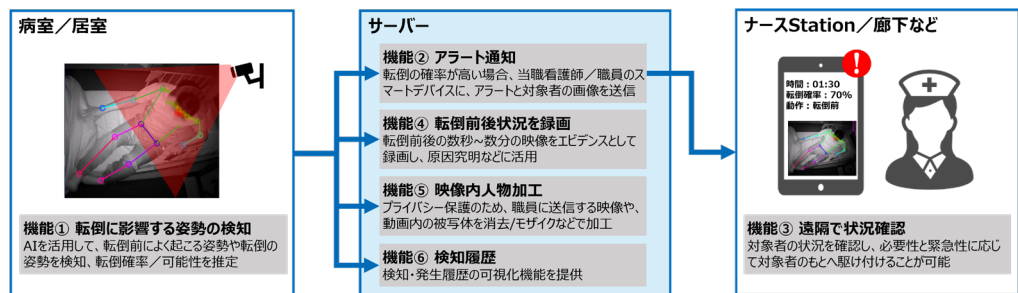 病室／居室
機能① 転倒に影響する姿勢の検知
AIを活用して、転倒前によく起こる姿勢や転倒の
姿勢を検知、転倒確率／可能性を推定
サーバー
機能② アラート通知
転倒の確率が高い場合、当職看護師／職員のス
マートデバイスに、アラートと対象者の画像を送信
機能④ 転倒前後状況を録画
転倒前後の数秒~数分の映像をエビデンスとして
録画し、原因究明などに活用
機能⑤ 映像内人物加工
プライバシー保護のため、職員に送信する映像や、
動画内の被写体を消去/モザイクなどで加工
機能⑥ 検知履歴
検知・発生履歴の可視化機能を提供
ナースStation／廊下など
時間：01:30
転倒確率：70%
動作：転倒前
機能③ 遠隔で状況確認
対象者の状況を確認し、必要性と緊急性に応じ
て対象者のもとへ駆け付けることが可能